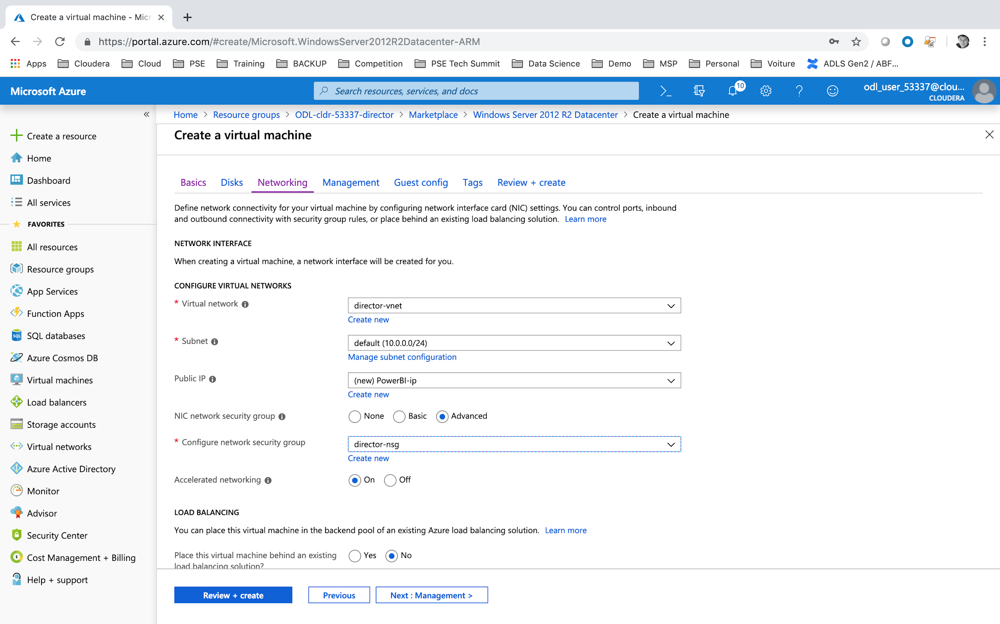 Create a virtual machine - Micr
https://portal.azure.com/#create/Microsoft.WindowsServer2012R2Datacenter-ARM
Apps Cloudera Cloud PSE Training BACKUP Competition PSE Tech Summit Data Science Demo MSP Personal Voiture ADLS Gen2 / ABF...
Microsoft Azure
Search resources, services, and docs
10
odl_user_53337@clou...
CLOUDERA
Home > Resource groups > ODL-cldr-53337-director > Marketplace > Windows Server 2012 R2 Datacenter > Create a virtual machine
Create a resource
Home
Dashboard
All services
FAVORITES
All resources
Resource groups
App Services
Function Apps
SQL
SQL databases
Azure Cosmos DB
Virtual machines
Load balancers
Storage accounts
Virtual networks
Azure Active Directory
Monitor
Advisor
Security Center
Cost Management + Billing
Help + support
Create a virtual machine
Basics Disks Networking Management Guest config Tags Review + create
Define network connectivity for your virtual machine by configuring network interface card (NIC) settings. You can control ports, inbound
and outbound connectivity with security group rules, or place behind an existing load balancing solution. Learn more
NETWORK INTERFACE
When creating a virtual machine, a network interface will be created for you.
CONFIGURE VIRTUAL NETWORKS
* Virtual network director-vnet
Create new
* Subnet default (10.0.0.0/24)
Manage subnet configuration
Public IP (new) PowerBI-ip
Create new
NIC network security group None Basic Advanced
* Configure network security group director-nsg
Create new
Accelerated networking On Off
LOAD BALANCING
You can place this virtual machine in the backend pool of an existing Azure load balancing solution. Learn more
Place this virtual machine behind an existing Yes No
load balancing solution?
Review + create Previous Next : Management >